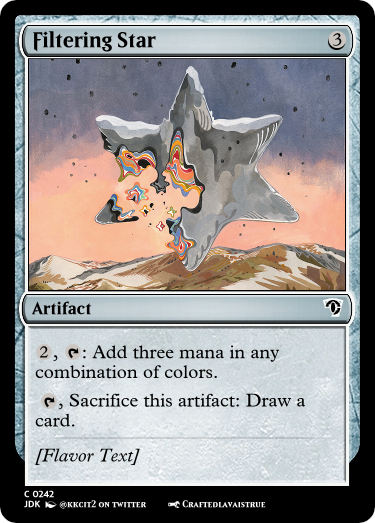 Filtering Star 3
Artifact
2, : Add three mana in any
combination of colors.
, Sacrifice this artifact: Draw a
card.
[Flavor Text]
C 0242
JDK @KKCIT2 ON TWITTER CRAFTEDLAVAISTRUE